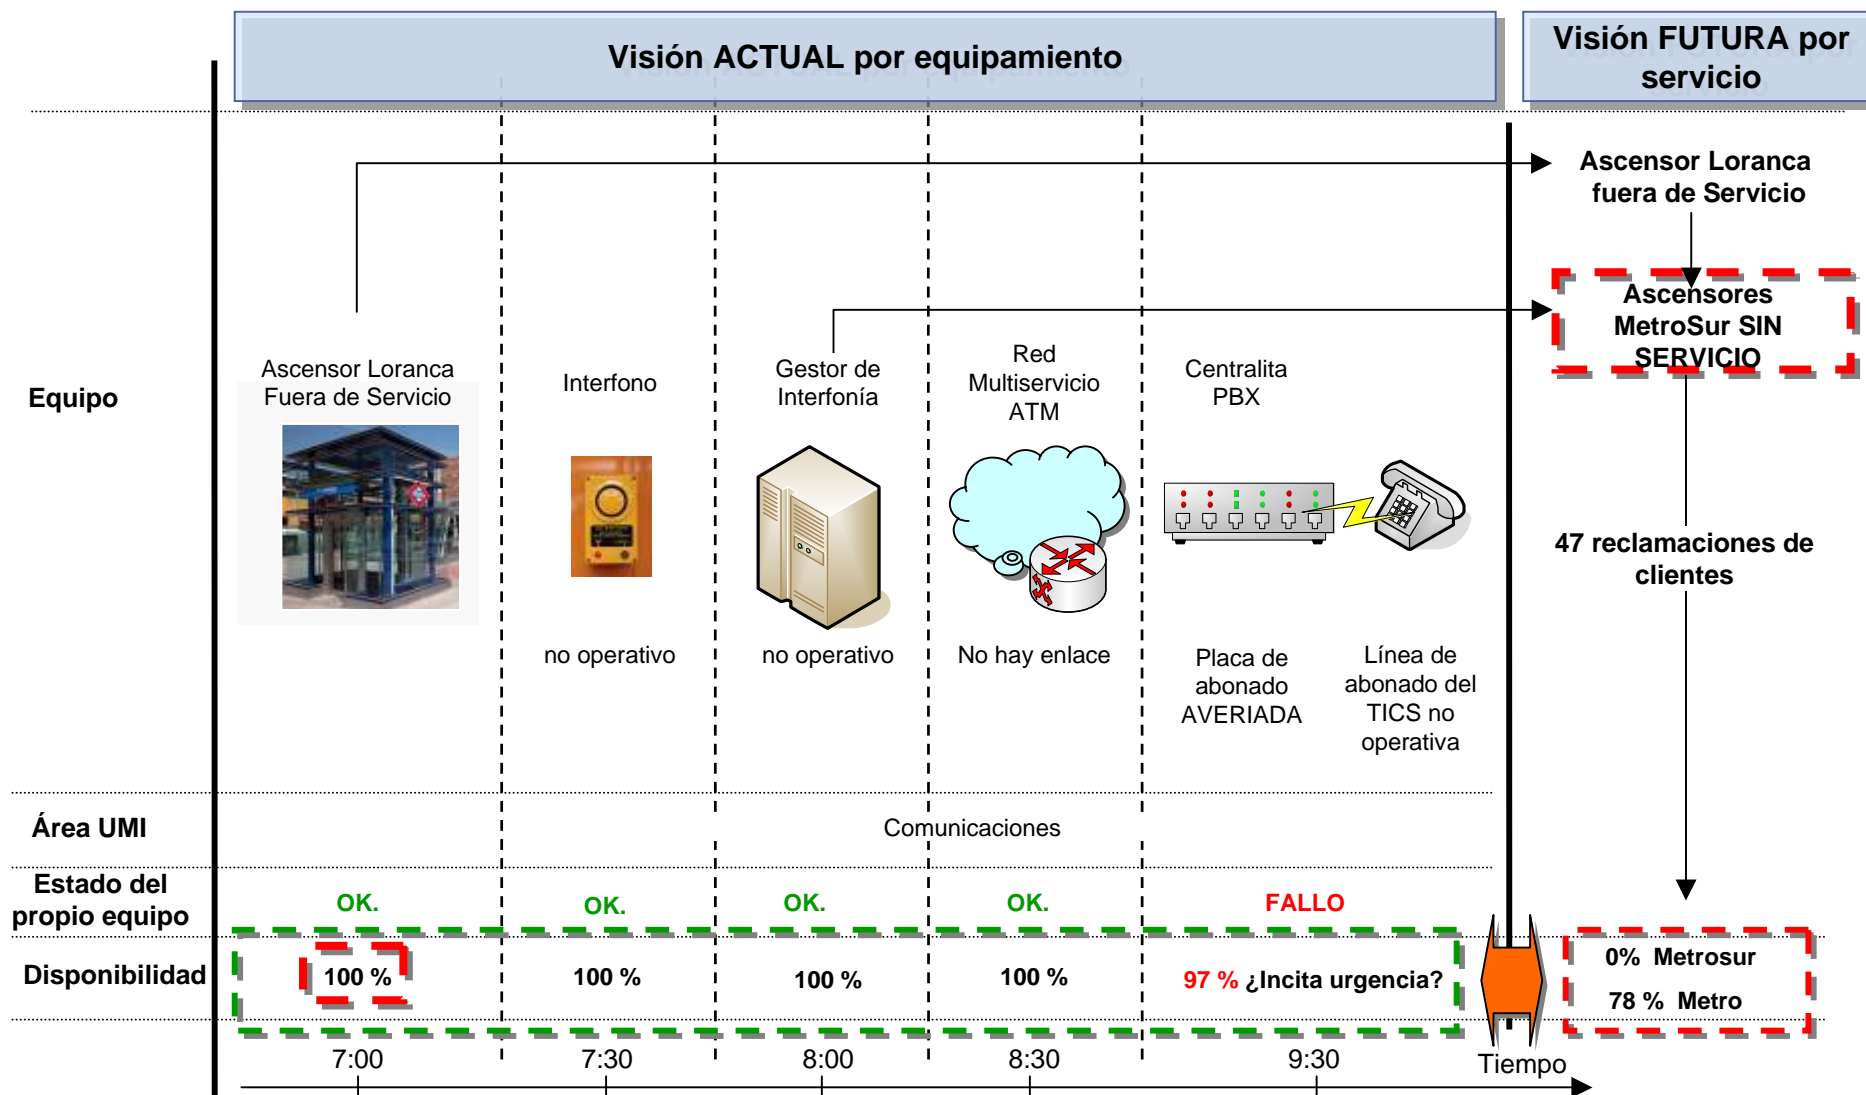 Visión ACTUAL por equipamiento
Visión FUTURA por
servicio
Ascensor Loranca
fuera de Servicio
Ascensores
MetroSur SIN
SERVICIO
47 reclamaciones de
clientes
Equipo
Ascensor Loranca
Fuera de Servicio
Interfono
no operativo
Gestor de
Interfonía
no operativo
Red
Multiservicio
ATM
No hay enlace
Centralita
PBX
Placa de
abonado
AVERIADA
Línea de
abonado del
TICS no
operativa
Área UMI
Comunicaciones
Estado del
propio equipo
OK.
OK.
OK.
OK.
FALLO
Disponibilidad
100 %
100 %
100 %
100 %
97 % ¿Incita urgencia?
0% Metrosur
78 % Metro
7:00
7:30
8:00
8:30
9:30
Tiempo